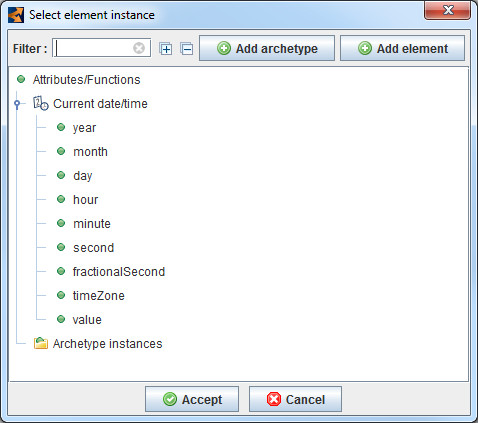 Select element instance
Filter : Add archetype Add element
Attributes/Functions
Current date/time
year
month
day
hour
minute
second
fractionalSecond
timeZone
value
Archetype instances
Accept Cancel